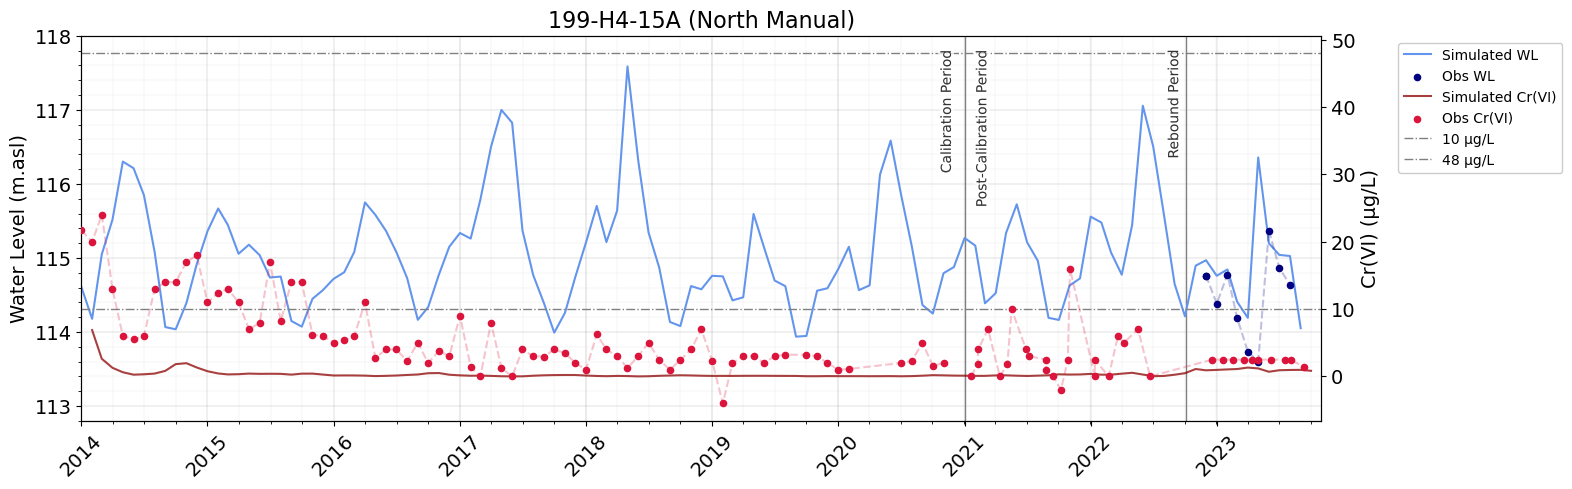 199-H4-15A (North Manual)
Water Level (m.asl)
118
117
116
115
114
113
2014
2015
2016
2017
2018
2019
2020
2021
2022
2023
Calibration Period
Post-Calibration Period
Rebound Period
50
40
30
20
10
0
Cr(VI) (µg/L)
Simulated WL
Obs WL
Simulated Cr(VI)
Obs Cr(VI)
10 µg/L
48 µg/L